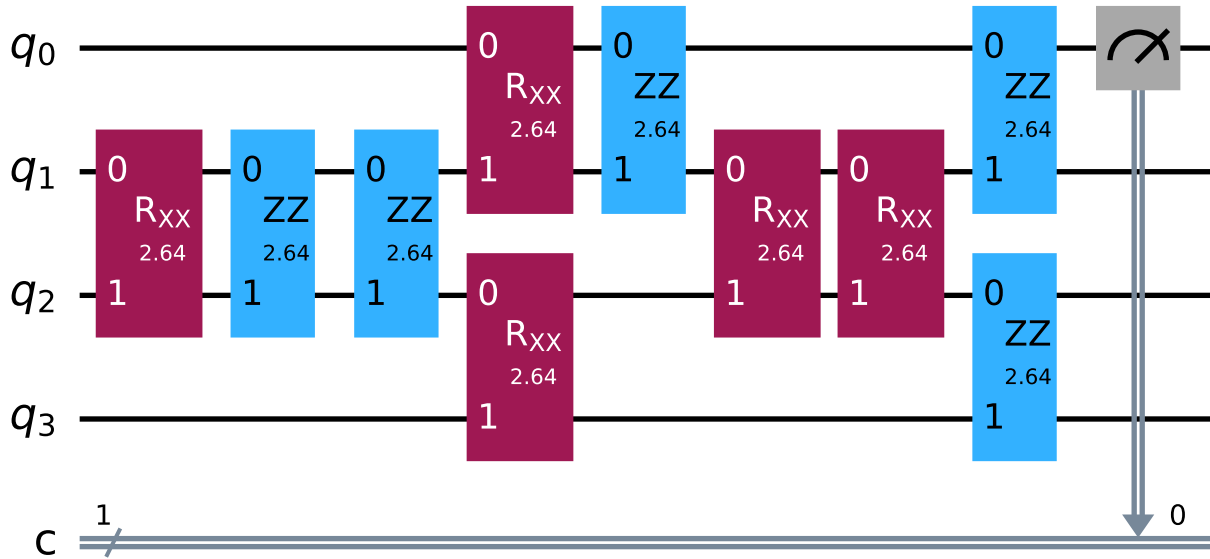 q0 0 0 0
RXX ZZ ZZ
2.64 2.64 2.64
q1 0 0 0 1 1 0 0 1
RXX ZZ ZZ RXX RXX
2.64 2.64 2.64 2.64 2.64
q2 1 1 1 0 1 1 0
RXX ZZ
2.64 2.64
q3 1 1
1 0
c